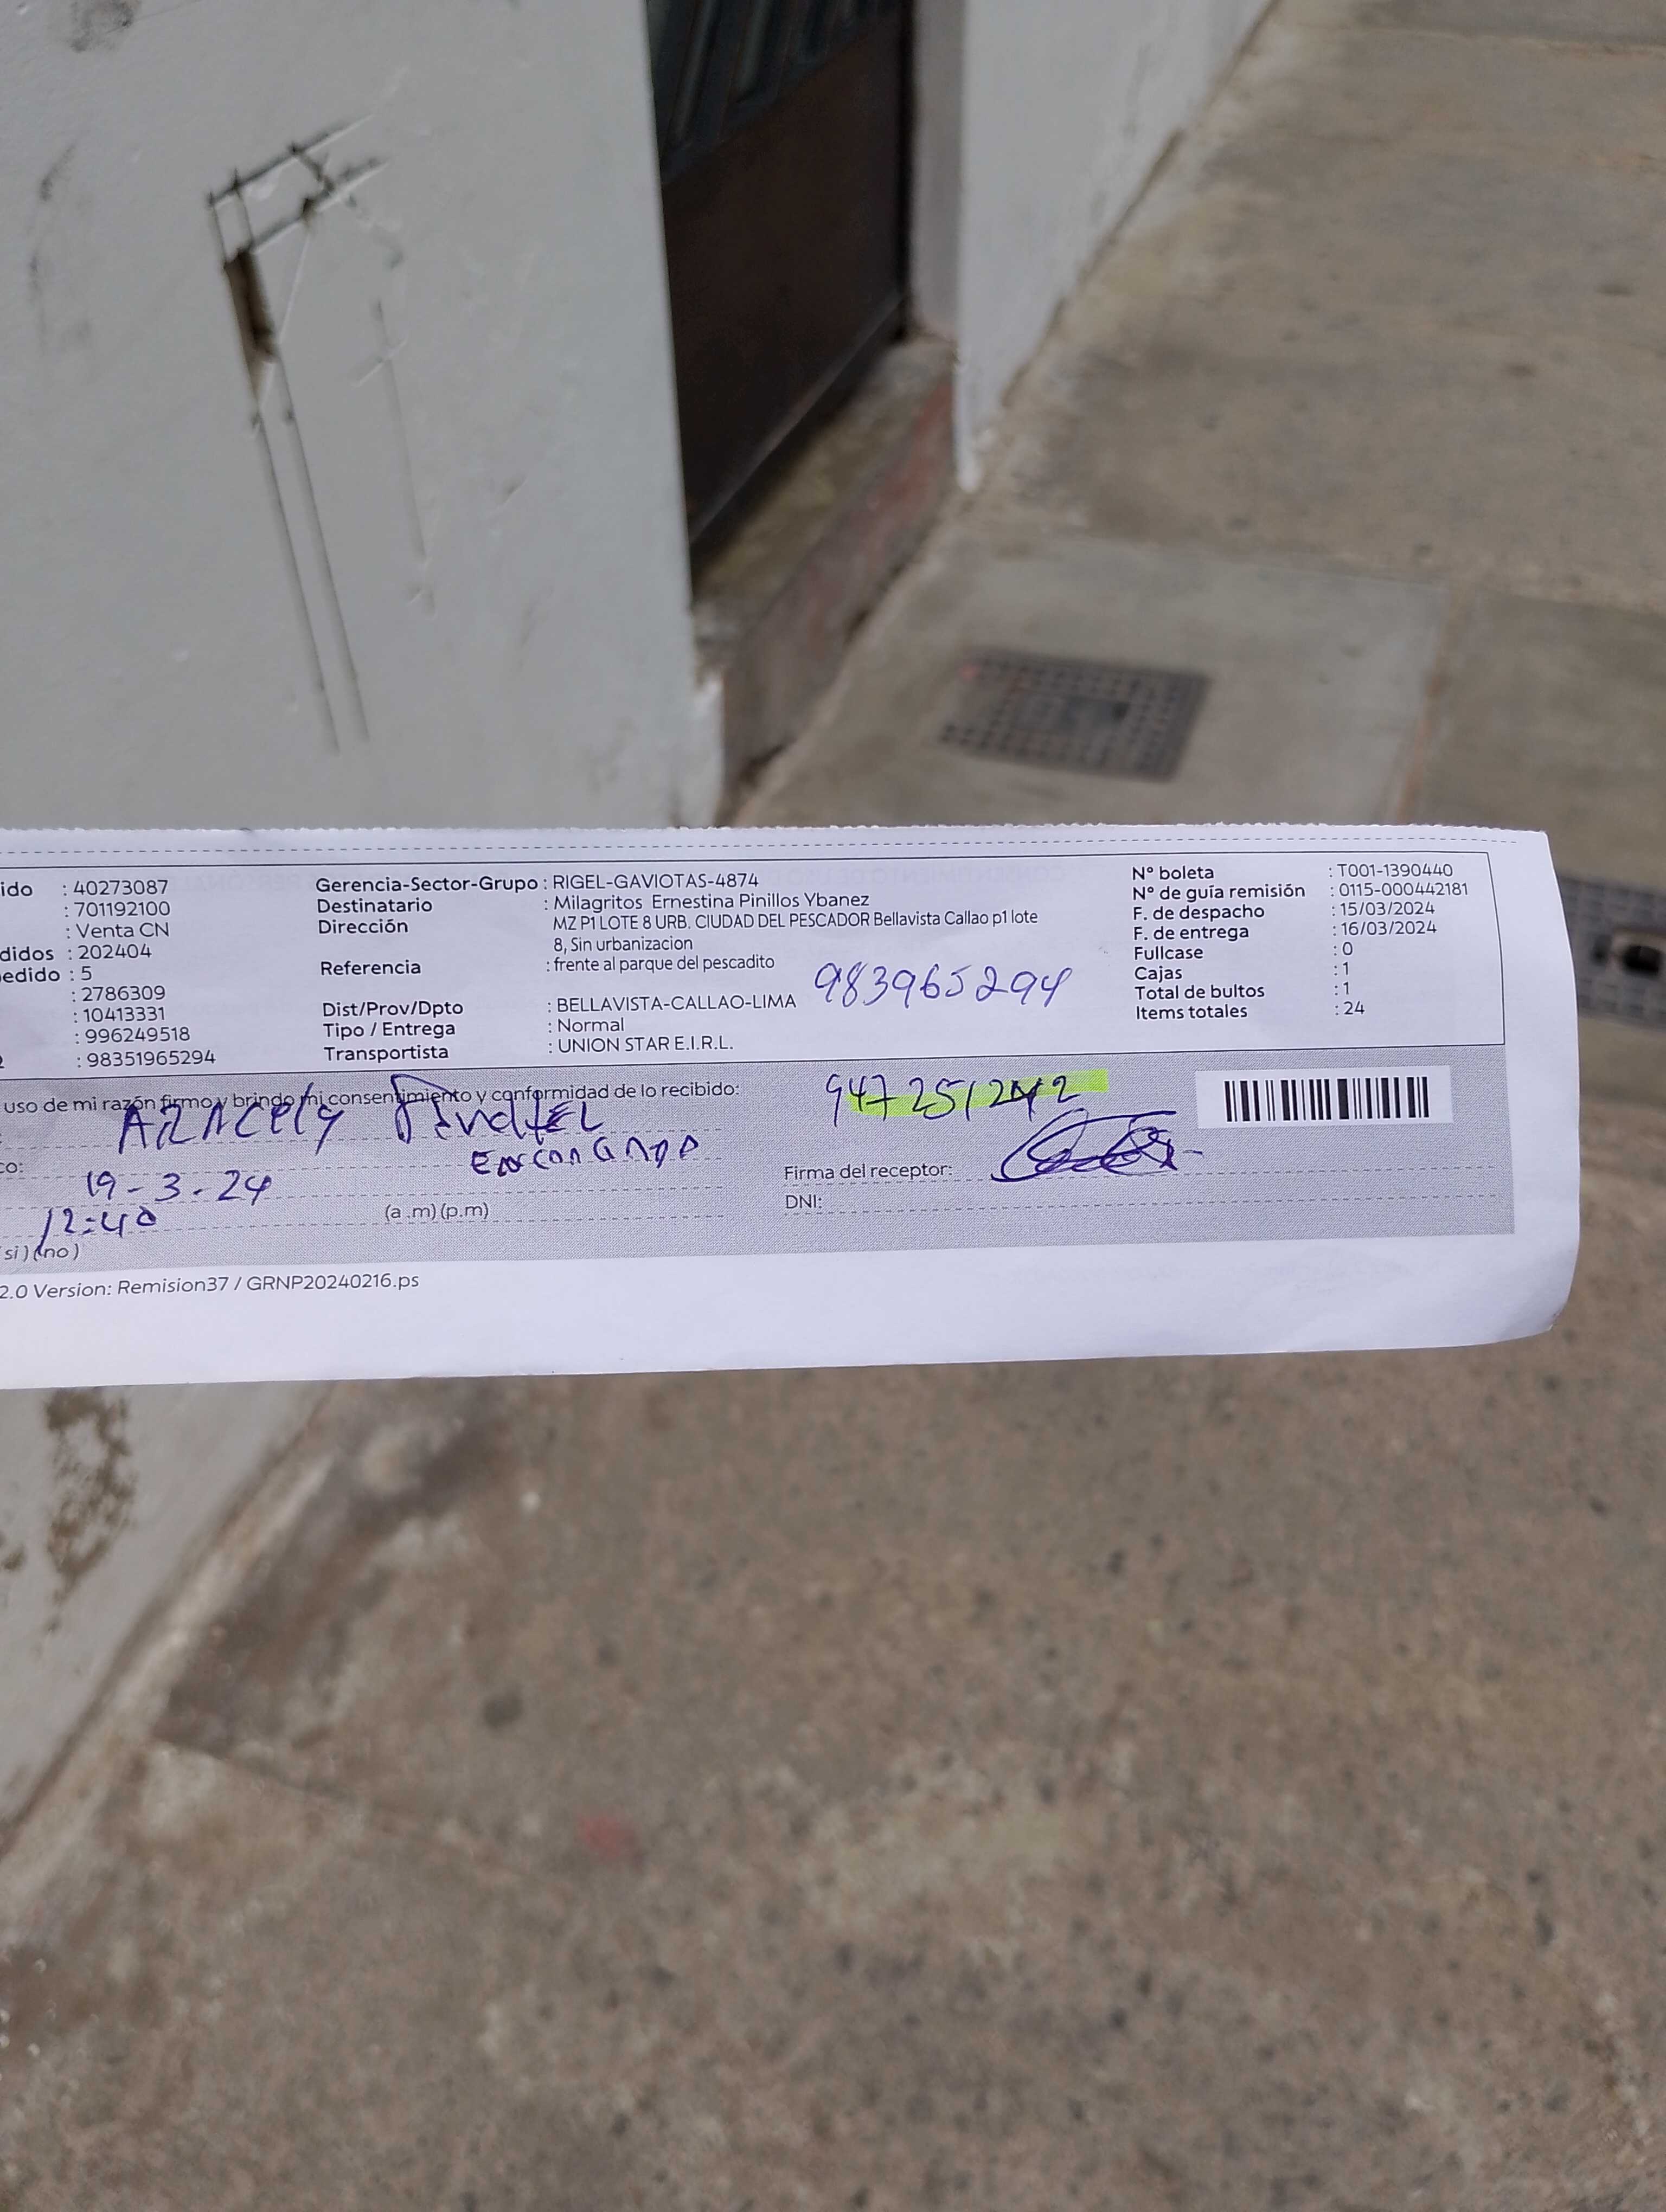 ido : 40273087
: 701192100
: Venta CN
didos : 202404
edido : 5
: 2786309
: 10413331
: 996249518
2 : 98351965294
Gerencia-Sector-Grupo : RIGEL-GAVIOTAS-4874
Destinatario : Milagritos Ernestina Pinillos Ybanez
Dirección MZ P1 LOTE 8 URB. CIUDAD DEL PESCADOR Bellavista Callao p1 lote
8, Sin urbanizacion
Referencia : frente al parque del pescadito
Dist/Prov/Dpto : BELLAVISTA-CALLAO-LIMA
Tipo / Entrega : Normal
Transportista : UNION STAR E.I.R.L.
983965294
N° boleta : T001-1390440
N° de guía remisión : 0115-000442181
F. de despacho : 15/03/2024
F. de entrega : 16/03/2024
Fullcase : 0
Cajas : 1
Total de bultos : 1
Items totales : 24
uso de mi razón firmo y brindo mi consentimiento y conformidad de lo recibido:
ARACely
co:
19-3-24
12:40 (a .m) (p.m)
si ) (no )
Firma del receptor:
DNI:
2.0 Version: Remision37 / GRNP20240216.ps